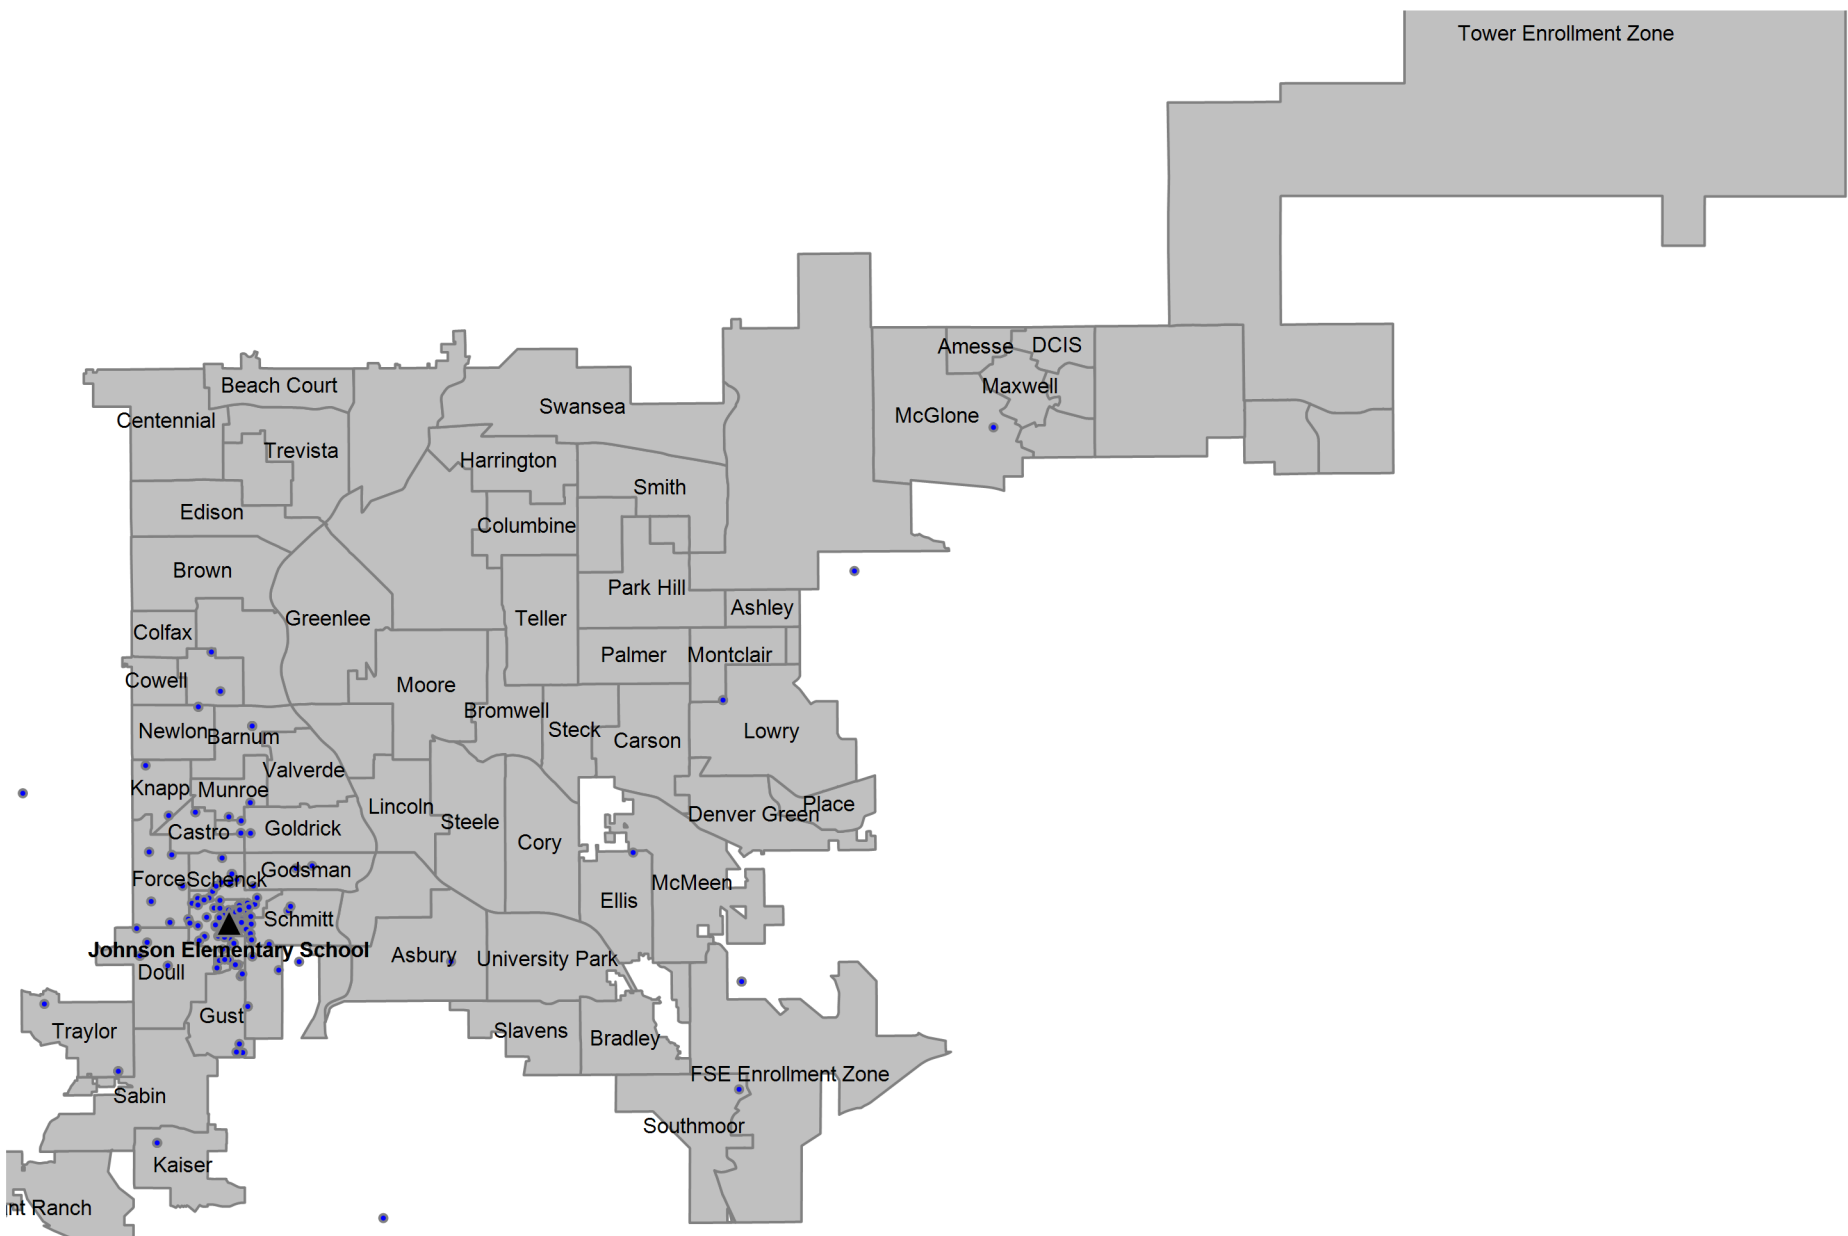 Tower Enrollment Zone
Amesse
DCIS
Beach Court
Maxwell
Swansea
McGlone
Centennial
Trevista
Harrington
Smith
Edison
Columbine
Brown
Park Hill
Ashley
Greenlee
Teller
Colfax
Palmer
Montclair
Cowell
Moore
Bromwell
Newlon
Barnum
Steck
Carson
Lowry
Valverde
Knapp
Munroe
Lincoln
Place
Denver Green
Steele
Castro
Goldrick
Cory
Godsman
Force
Schenck
McMeen
Ellis
Schmitt
Johnson Elementary School
Asbury
University Park
Doull
Gust
Traylor
Slavens
Bradley
FSE Enrollment Zone
Sabin
Southmoor
Kaiser
nt Ranch